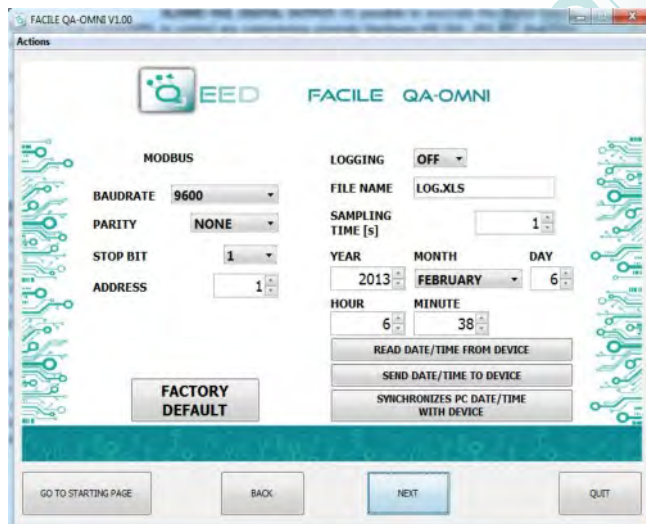 FACILE QA-OMNI V1.00
Actions
QEED FACILE QA-OMNI
MODBUS
BAUDRATE 9600
PARITY NONE
STOP BIT 1
ADDRESS 1
FACTORY
DEFAULT
LOGGING OFF
FILE NAME LOG.XLS
SAMPLING
TIME [s] 1
YEAR MONTH DAY
2013 FEBRUARY 6
HOUR MINUTE
6 38
READ DATE/TIME FROM DEVICE
SEND DATE/TIME TO DEVICE
SYNCHRONIZES PC DATE/TIME
WITH DEVICE
GO TO STARTING PAGE BACK NEXT QUIT